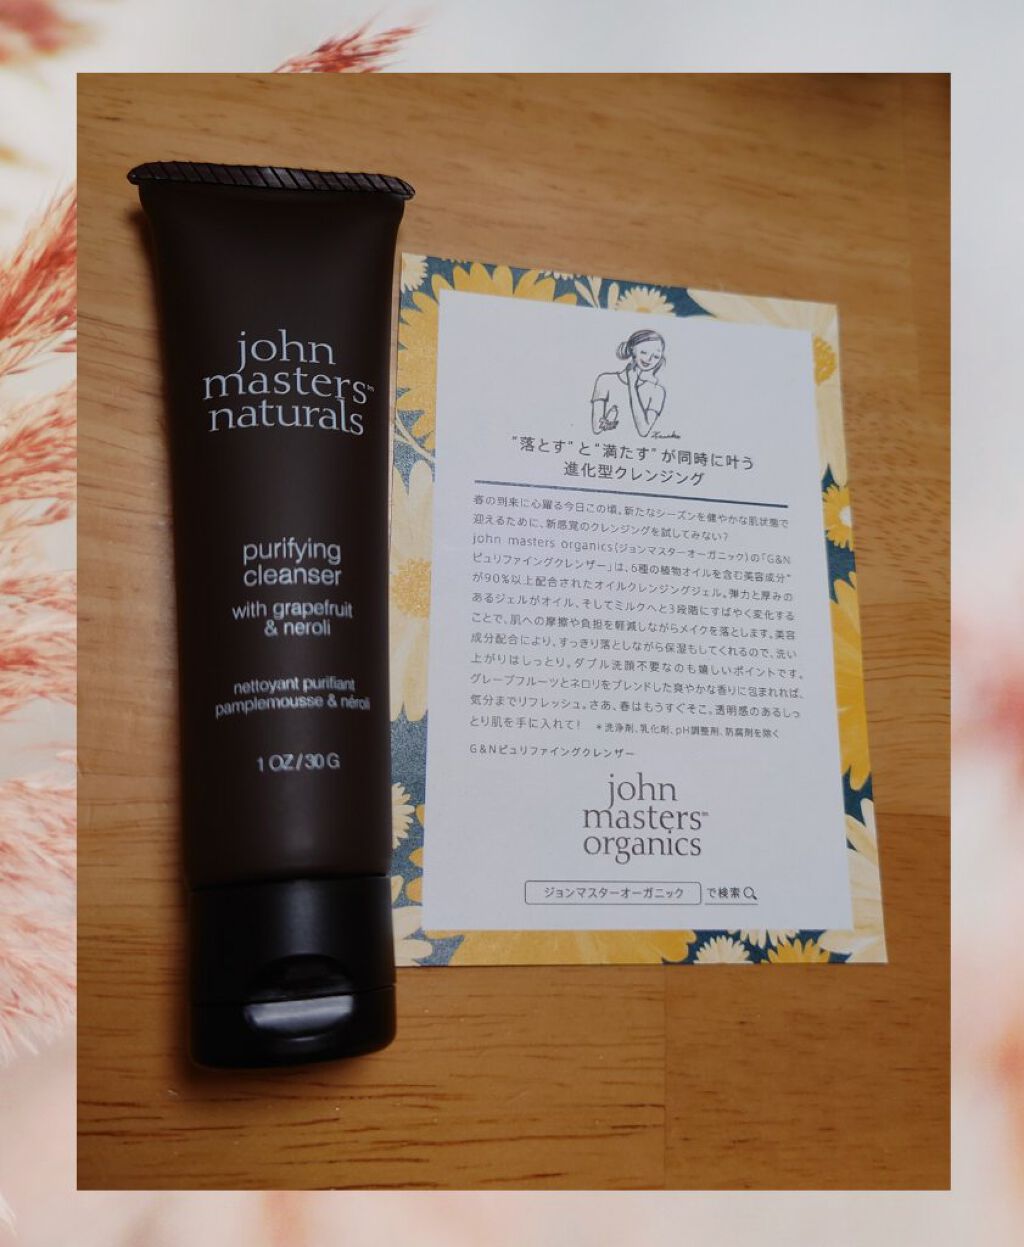 john
masters™
naturals
purifying
cleanser
with grapefruit
& neroli
nettoyant purifiant
pamplemousse & néroli
1 OZ / 30 G
“落とす”と“満たす”が同時に叶う
進化型クレンジング
春の到来に心躍る今日この頃。新たなシーズンを健やかな肌状態で
迎えるために、新感覚のクレンジングを試してみない?
john masters organics(ジョンマスターオーガニック)の「G&N
ピュリファイングクレンザー」は、6種の植物オイルを含む美容成分*
が90%以上配合されたオイルクレンジングジェル。弾力と厚みの
あるジェルがオイル、そしてミルクへと3段階にすばやく変化する
ことで、肌への摩擦や負担を軽減しながらメイクを落とします。美容
成分配合により、すっきり落としながら保湿もしてくれるので、洗い
上がりはしっとり。ダブル洗顔不要なのも嬉しいポイントです。
グレープフルーツとネロリをブレンドした爽やかな香りに包まれれば、
気分までリフレッシュ。さあ、春はもうすぐそこ。透明感のあるしっ
とり肌を手に入れて! *洗浄剤、乳化剤、pH調整剤、防腐剤を除く
G&Nピュリファイングクレンザー
john
masters™
organics
ジョンマスターオーガニック で検索